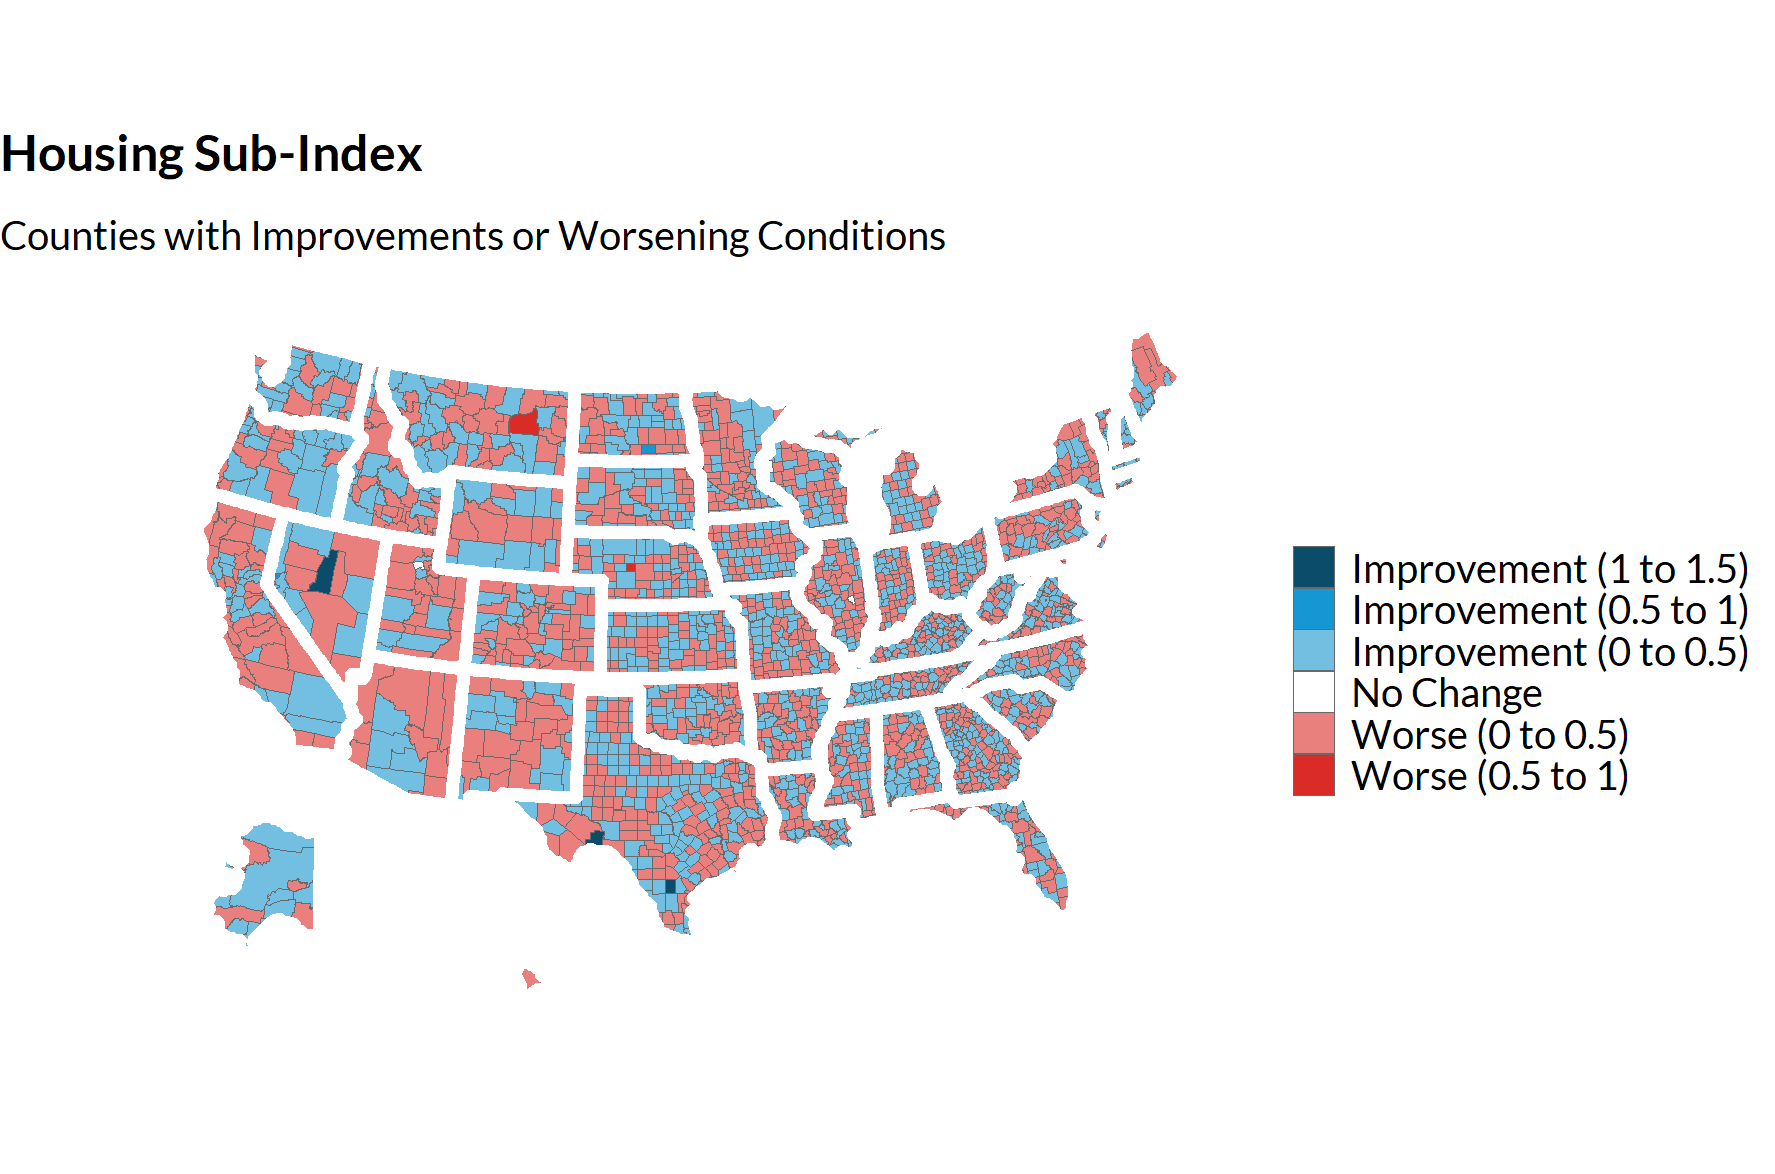 Housing Sub-Index
Counties with Improvements or Worsening Conditions
Improvement (1 to 1.5)
Improvement (0.5 to 1)
Improvement (0 to 0.5)
No Change
Worse (0 to 0.5)
Worse (0.5 to 1)